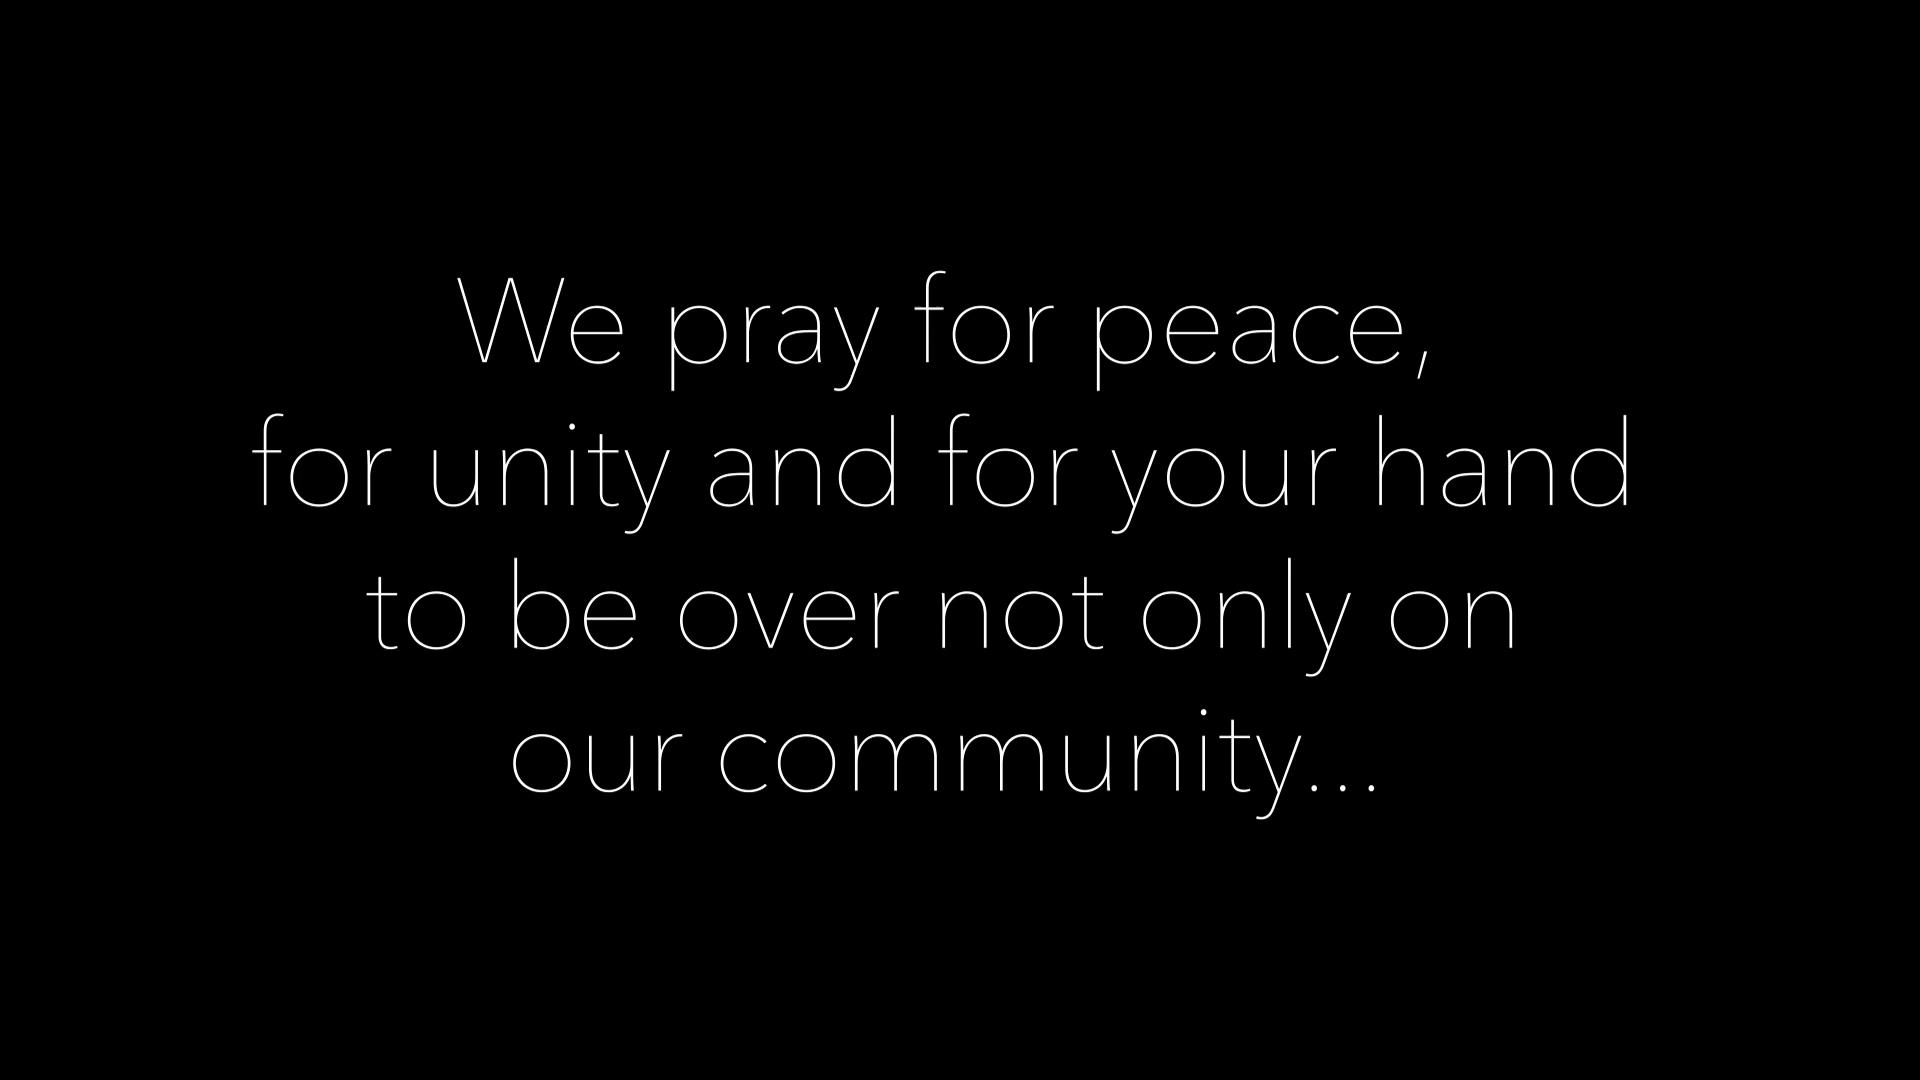 We pray for peace,
for unity and for your hand
to be over not only on
our community...